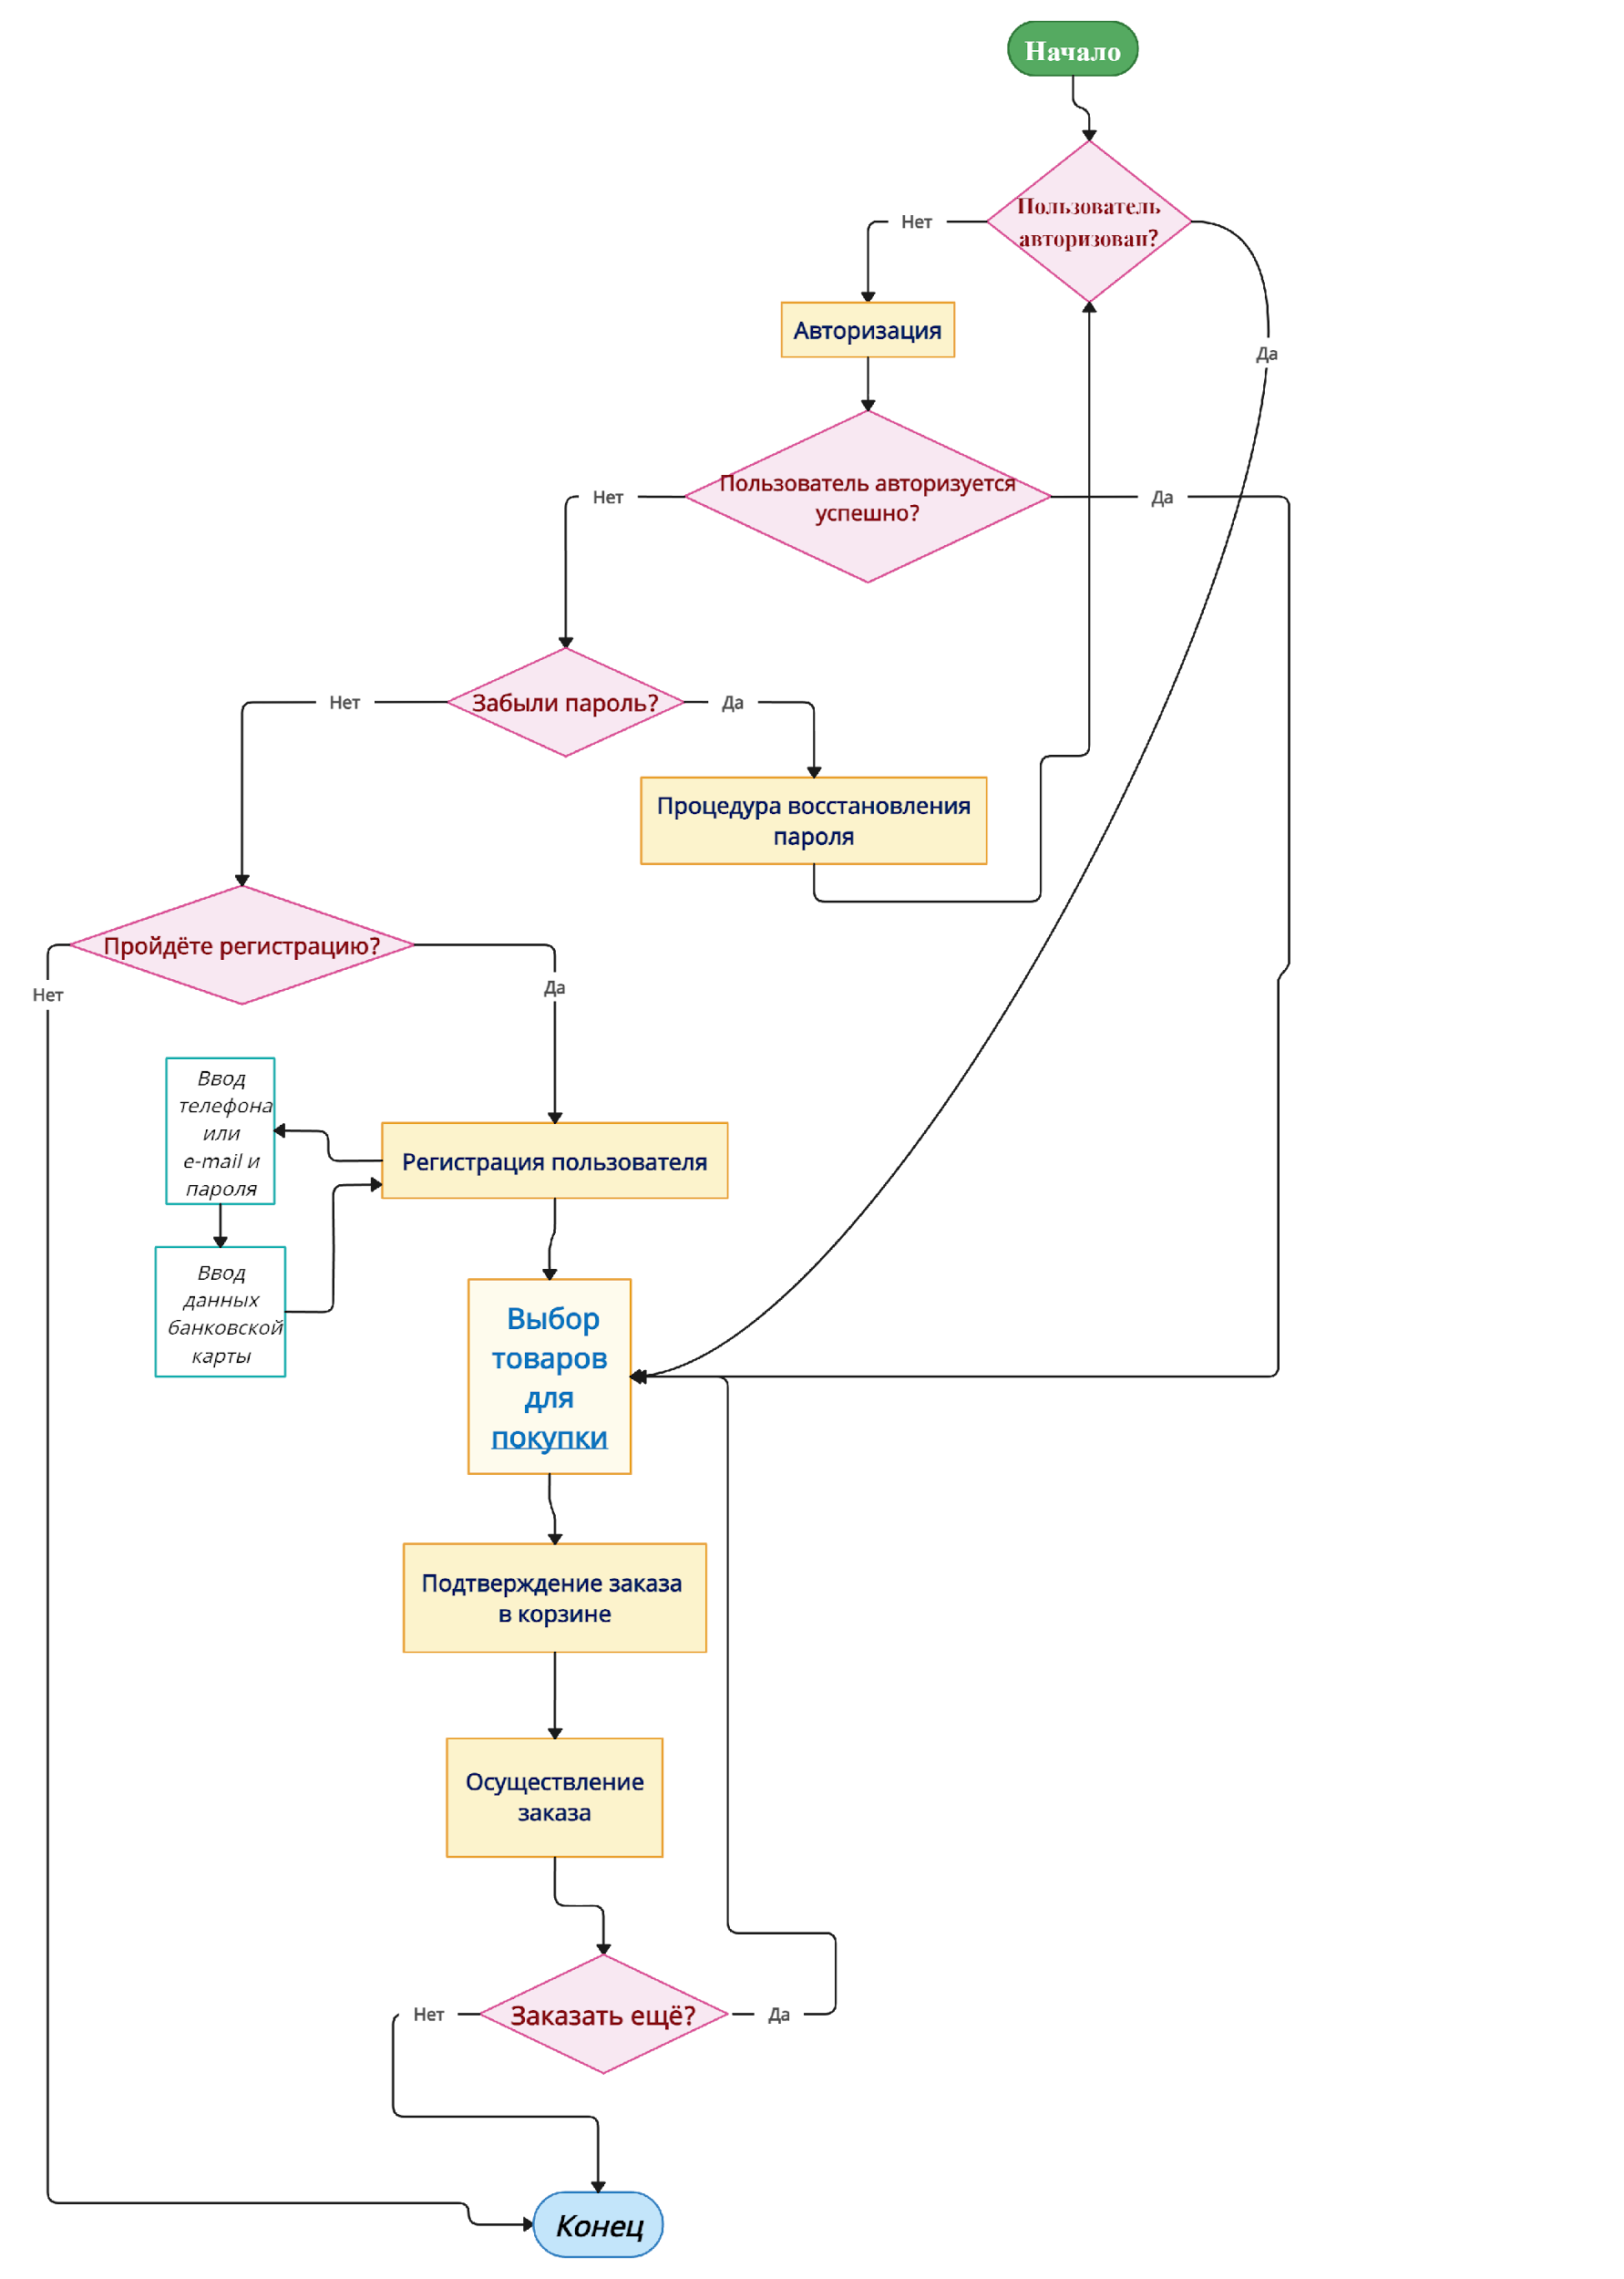 Начало
Пользователь
авторизован?
Нет
Да
Авторизация
Пользователь авторизуется
успешно?
Нет
Да
Забыли пароль?
Нет
Да
Процедура восстановления
пароля
Пройдёте регистрацию?
Нет
Да
Ввод
телефона
или
e-mail и
пароля
Регистрация пользователя
Ввод
данных
банковской
карты
Выбор
товаров
для
покупки
Подтверждение заказа
в корзине
Осуществление
заказа
Заказать ещё?
Нет
Да
Конец